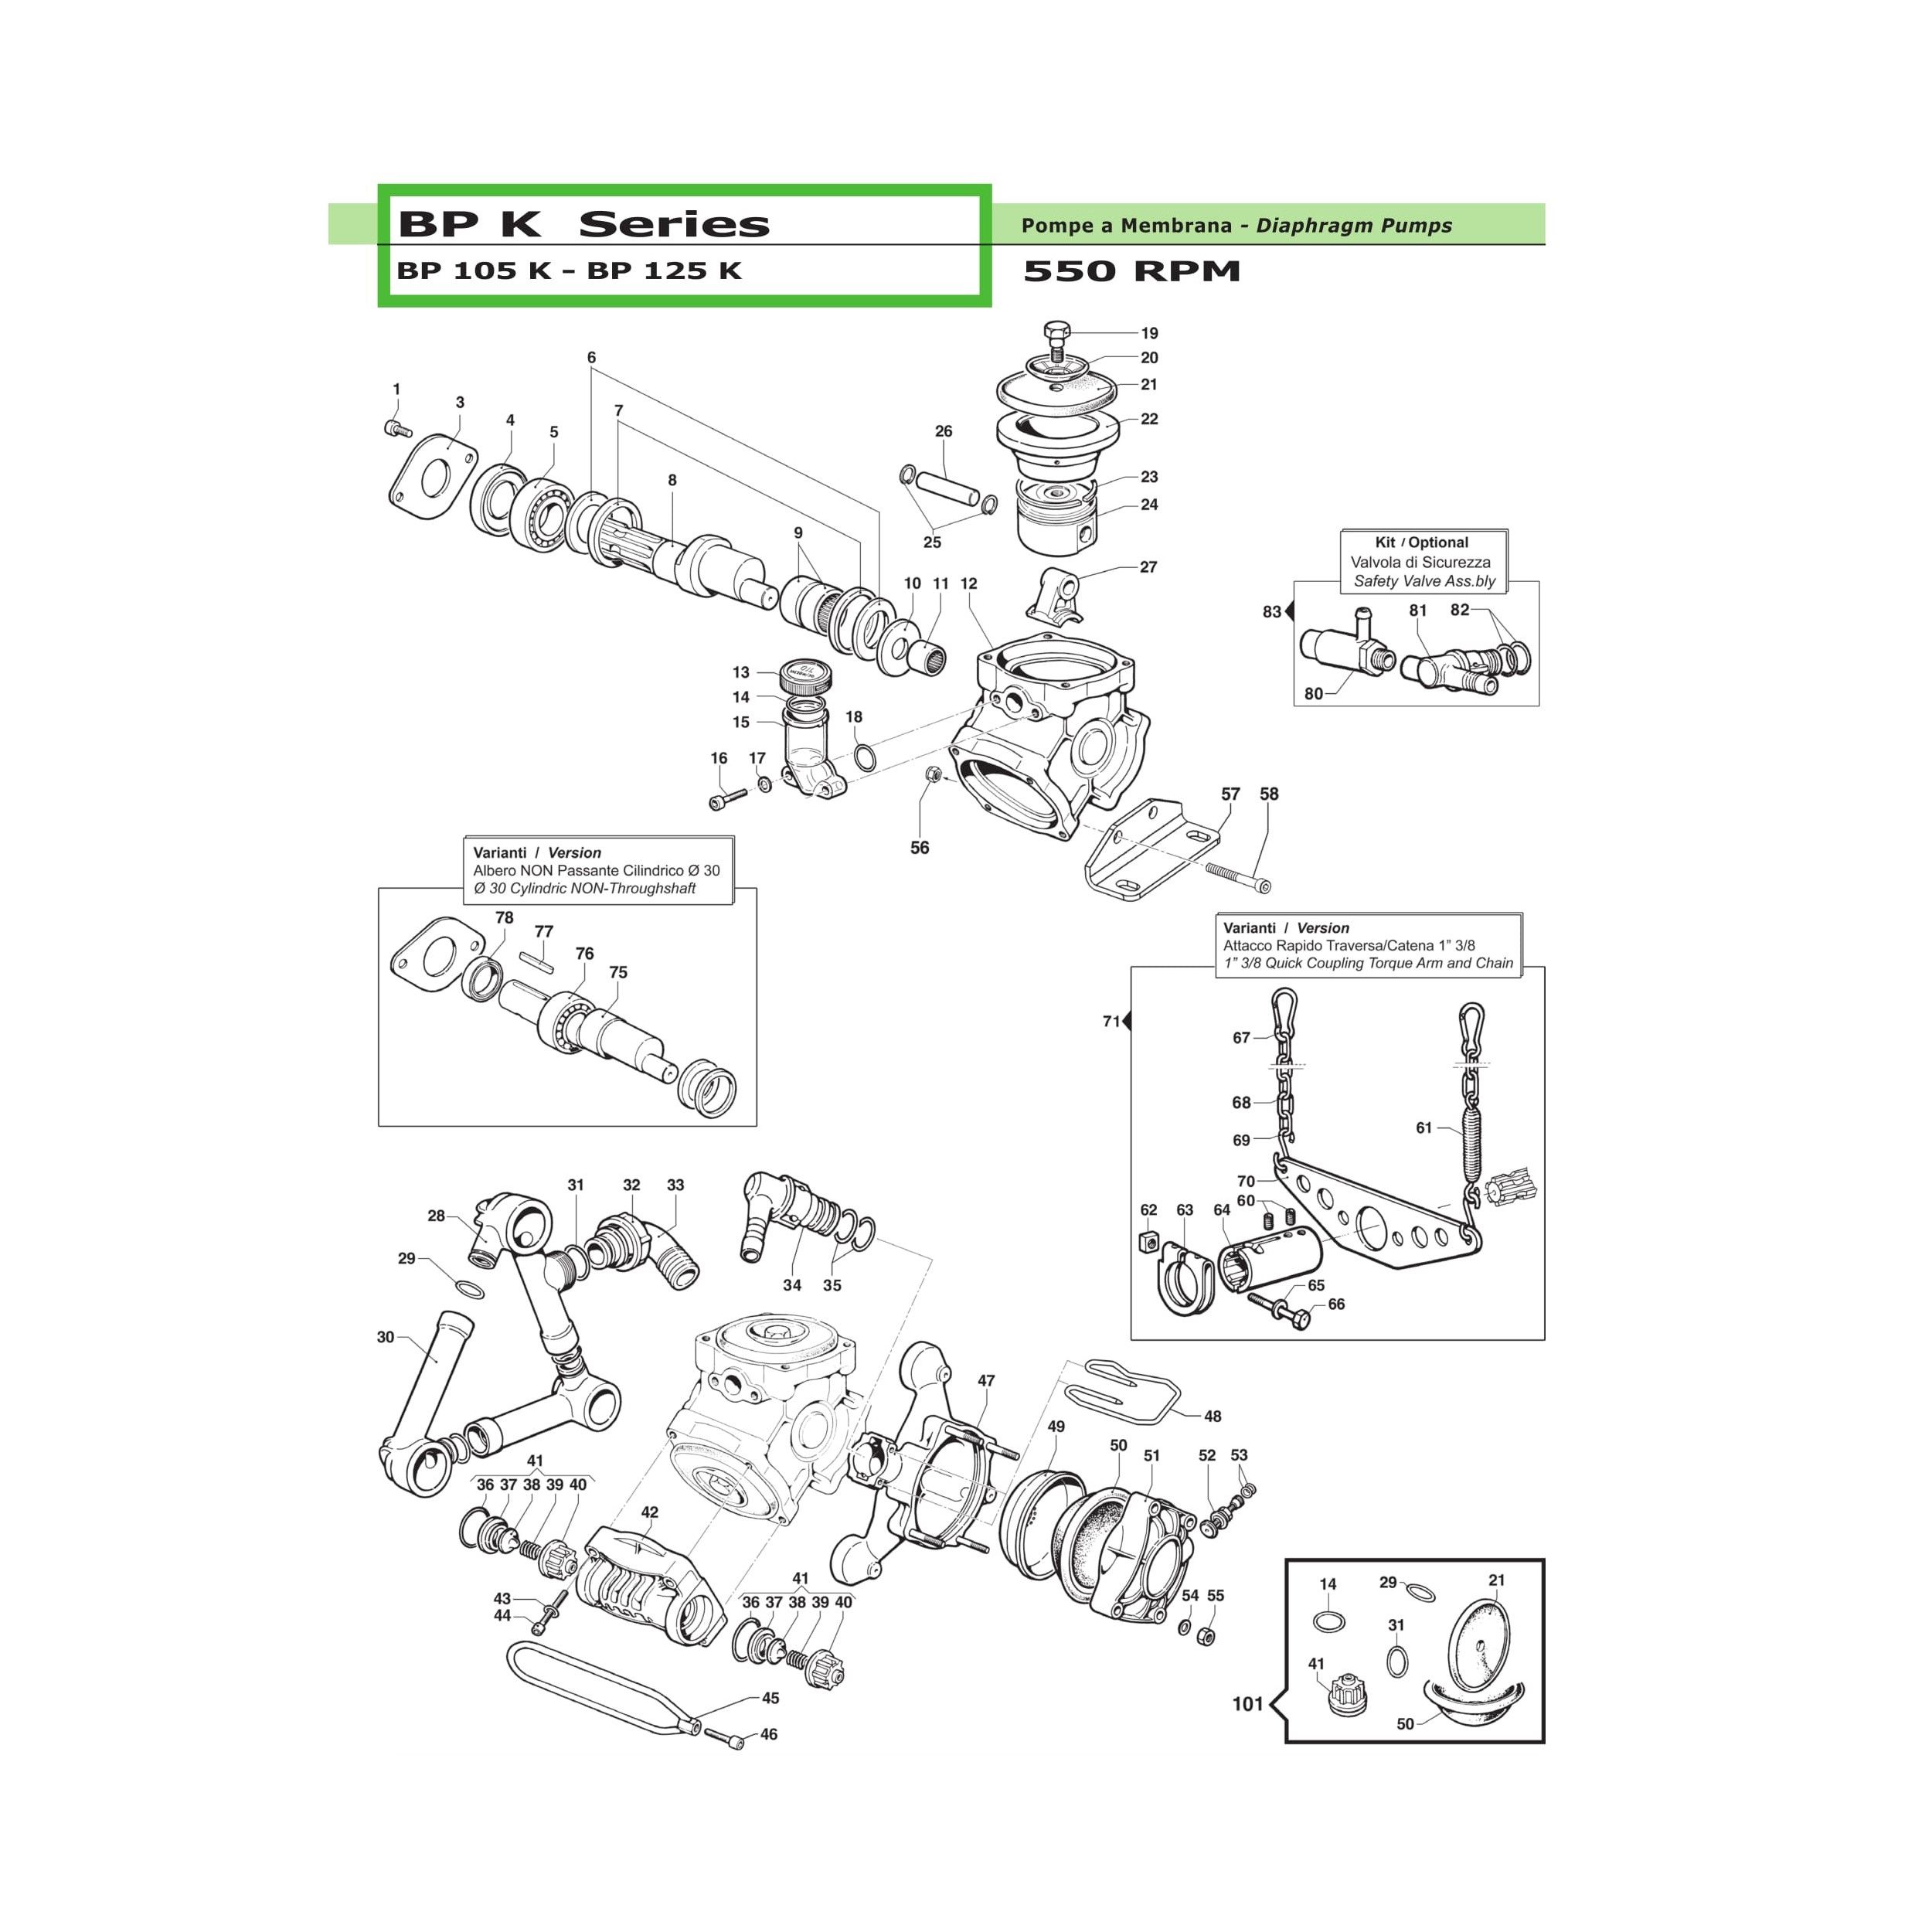 BP K Series
Pompe a Membrana - Diaphragm Pumps
BP 105 K - BP 125 K
550 RPM
19
20
21
22
23
24
27
26
25
6
7
1
3
4
5
8
9
10 11 12
13
14
15
16 17
18
56
57 58
Kit / Optional
Valvola di Sicurezza
Safety Valve Ass.bly
83
81 82
80
Varianti / Version
Albero NON Passante Cilindrico Ø 30
Ø 30 Cylindric NON-Throughshaft
78
77
76
75
Varianti / Version
Attacco Rapido Traversa/Catena 1” 3/8
1” 3/8 Quick Coupling Torque Arm and Chain
71
67
68
69
61
70
60
62 63 64
65
66
28
29
30
31 32 33
34 35
41
36 37 38 39 40
42
43
44
41
36 37 38 39 40
45
46
47
48
49
50 51 52 53
54 55
101
14 29 21
31
41
50
OIL